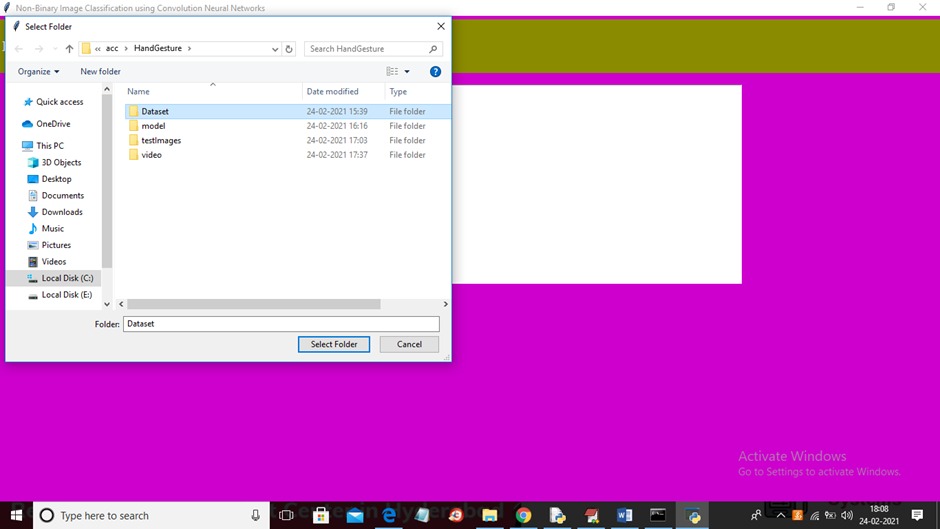 Non-Binary Image Classification using Convolution Neural Networks
Select Folder
acc > HandGesture >
Search HandGesture
Organize
New folder
Name
Date modified
Type
Quick access
OneDrive
This PC
3D Objects
Desktop
Documents
Downloads
Music
Pictures
Videos
Local Disk (C:)
Local Disk (E:)
Dataset 24-02-2021 15:39 File folder
model 24-02-2021 16:16 File folder
testImages 24-02-2021 17:03 File folder
video 24-02-2021 17:37 File folder
Folder: Dataset
Select Folder
Cancel
Activate Windows
Go to Settings to activate Windows.
Type here to search
18:08
24-02-2021